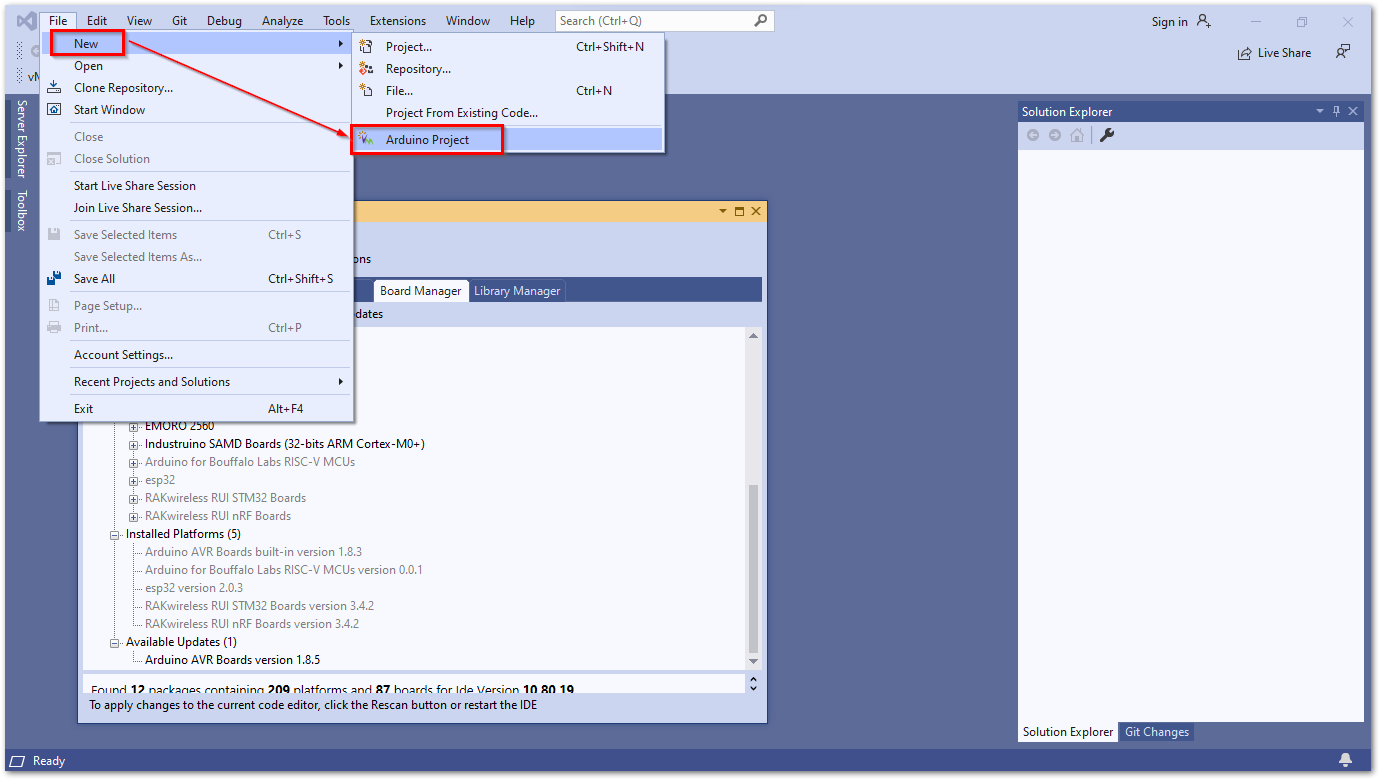 File Edit View Git Debug Analyze Tools Extensions Window Help Search (Ctrl+Q) Sign in
Live Share
New
Open
Clone Repository...
Start Window
Close
Close Solution
Start Live Share Session
Join Live Share Session...
Save Selected Items Ctrl+S
Save Selected Items As...
Save All Ctrl+Shift+S
Page Setup...
Print... Ctrl+P
Account Settings...
Recent Projects and Solutions
Exit Alt+F4
Project... Ctrl+Shift+N
Repository...
File... Ctrl+N
Project From Existing Code...
Arduino Project
Server Explorer
Toolbox
Board Manager Library Manager
EMORO 2560
Industruino SAMD Boards (32-bits ARM Cortex-M0+)
Arduino for Bouffalo Labs RISC-V MCUs
esp32
RAKwireless RUI STM32 Boards
RAKwireless RUI nRF Boards
Installed Platforms (5)
Arduino AVR Boards built-in version 1.8.3
Arduino for Bouffalo Labs RISC-V MCUs version 0.0.1
esp32 version 2.0.3
RAKwireless RUI STM32 Boards version 3.4.2
RAKwireless RUI nRF Boards version 3.4.2
Available Updates (1)
Arduino AVR Boards version 1.8.5
Found 12 packages containing 209 platforms and 87 boards for Ide Version 10.80.19
To apply changes to the current code editor, click the Rescan button or restart the IDE
Solution Explorer
Solution Explorer Git Changes
Ready